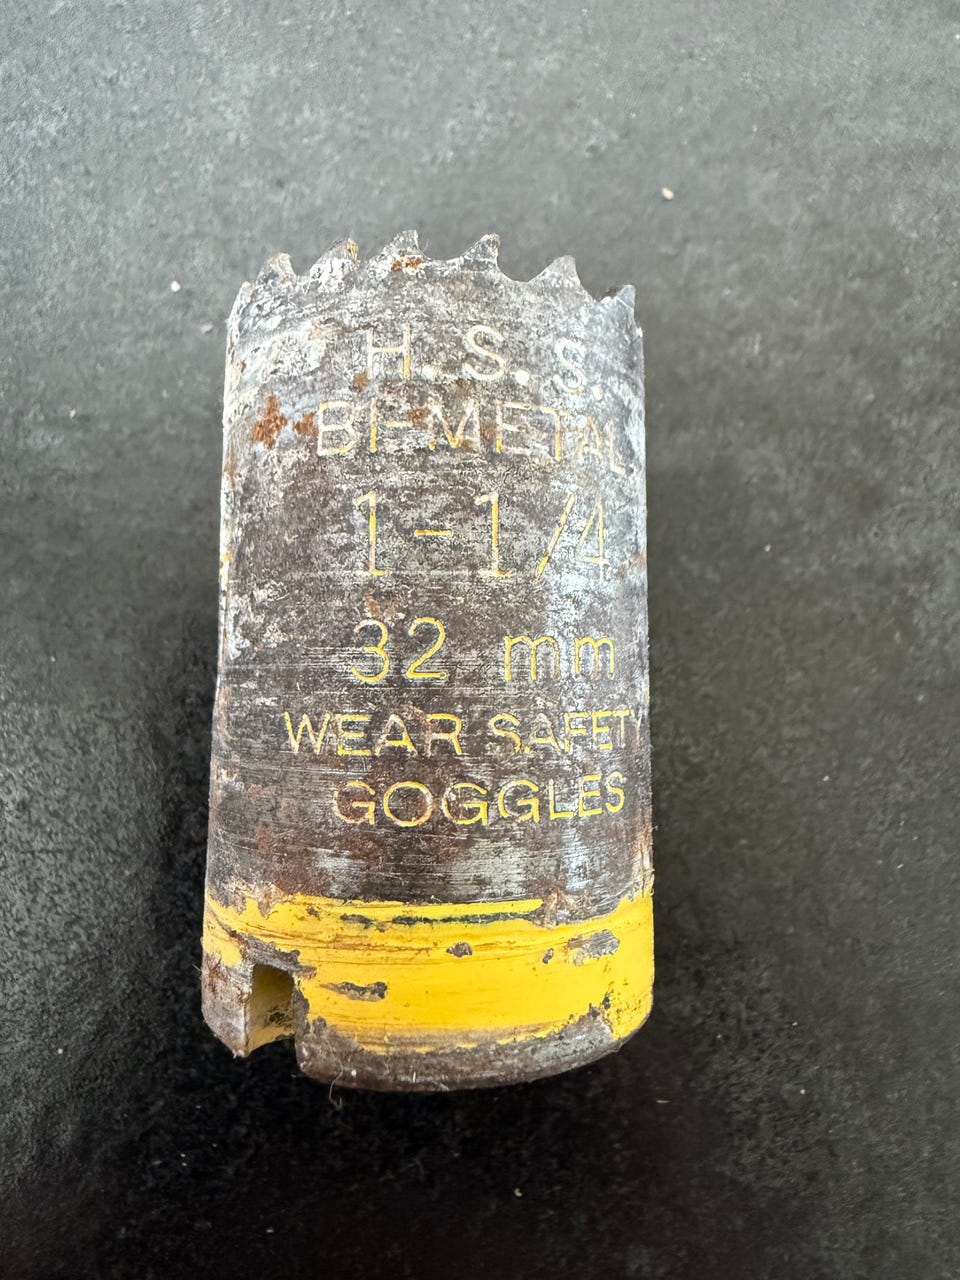 H.S.S.
BI-METAL
1-1/4
32 mm
WEAR SAFETY
GOGGLES